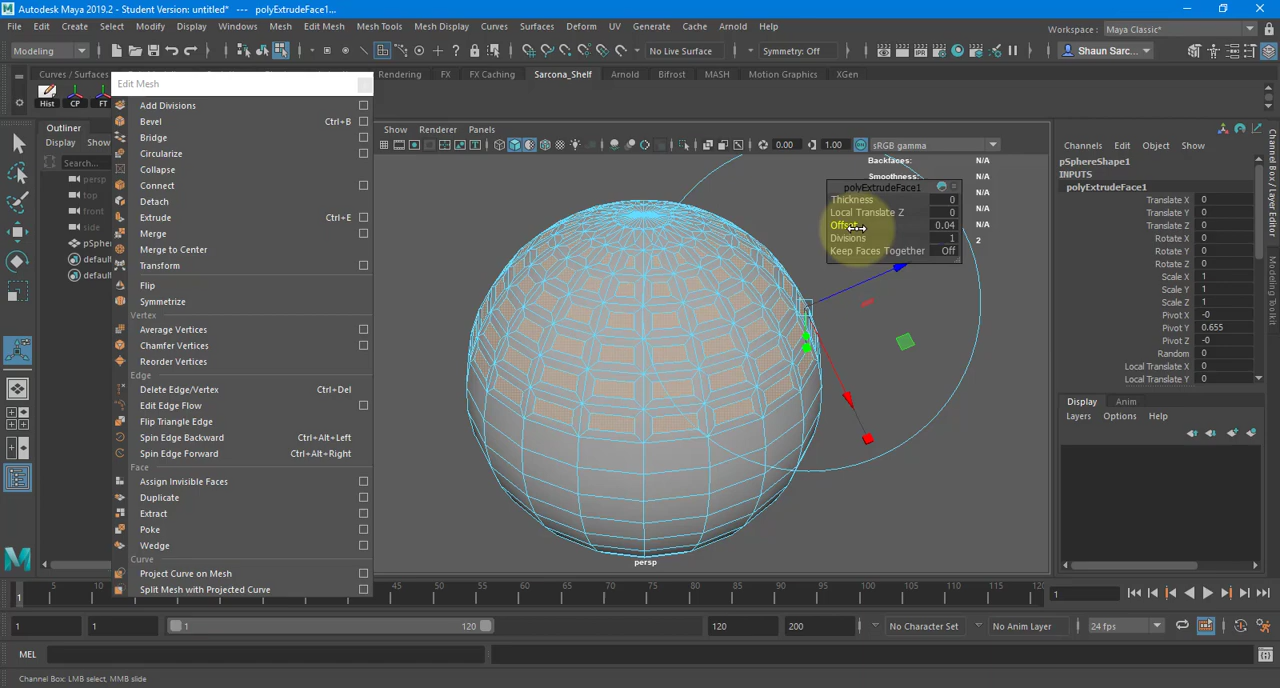 Autodesk Maya 2019.2 - Student Version: untitled* --- polyExtrudeFace1...
File Edit Create Select Modify Display Windows Mesh Edit Mesh Mesh Tools Mesh Display Curves Surfaces Deform UV Generate Cache Arnold Help
Workspace : Maya Classic*
Modeling No Live Surface Symmetry: Off Shaun Sarc...
Curves / Surfaces Rendering FX FX Caching Sarcona_Shelf Arnold Bifrost MASH Motion Graphics XGen
Hist CP FT
Edit Mesh
Add Divisions
Bevel Ctrl+B
Bridge
Circularize
Collapse
Connect
Detach
Extrude Ctrl+E
Merge
Merge to Center
Transform
Flip
Symmetrize
Vertex
Average Vertices
Chamfer Vertices
Reorder Vertices
Edge
Delete Edge/Vertex Ctrl+Del
Edit Edge Flow
Flip Triangle Edge
Spin Edge Backward Ctrl+Alt+Left
Spin Edge Forward Ctrl+Alt+Right
Face
Assign Invisible Faces
Duplicate
Extract
Poke
Wedge
Curve
Project Curve on Mesh
Split Mesh with Projected Curve
Outliner
Display Show
Search...
persp
top
front
side
pSphe
defaul
defaul
Show Renderer Panels
0.00 1.00 sRGB gamma
Backfaces: N/A
Smoothness: N/A
N/A
N/A
N/A
2
polyExtrudeFace1
Thickness 0
Local Translate Z 0
Offset 0.04
Divisions 1
Keep Faces Together Off
persp
Channels Edit Object Show
pSphereShape1
INPUTS
polyExtrudeFace1
Translate X 0
Translate Y 0
Translate Z 0
Rotate X 0
Rotate Y 0
Rotate Z 0
Scale X 1
Scale Y 1
Scale Z 1
Pivot X -0
Pivot Y 0.655
Pivot Z -0
Random 0
Local Translate X 0
Local Translate Y 0
Display Anim
Layers Options Help
Channel Box / Layer Editor
Modeling Toolkit
1 45 50 55 60 65 70 75 80 85 90 95 100 105 110 115 120
1
1 1 1 120 120 200 No Character Set No Anim Layer 24 fps
MEL
Channel Box: LMB select, MMB slide